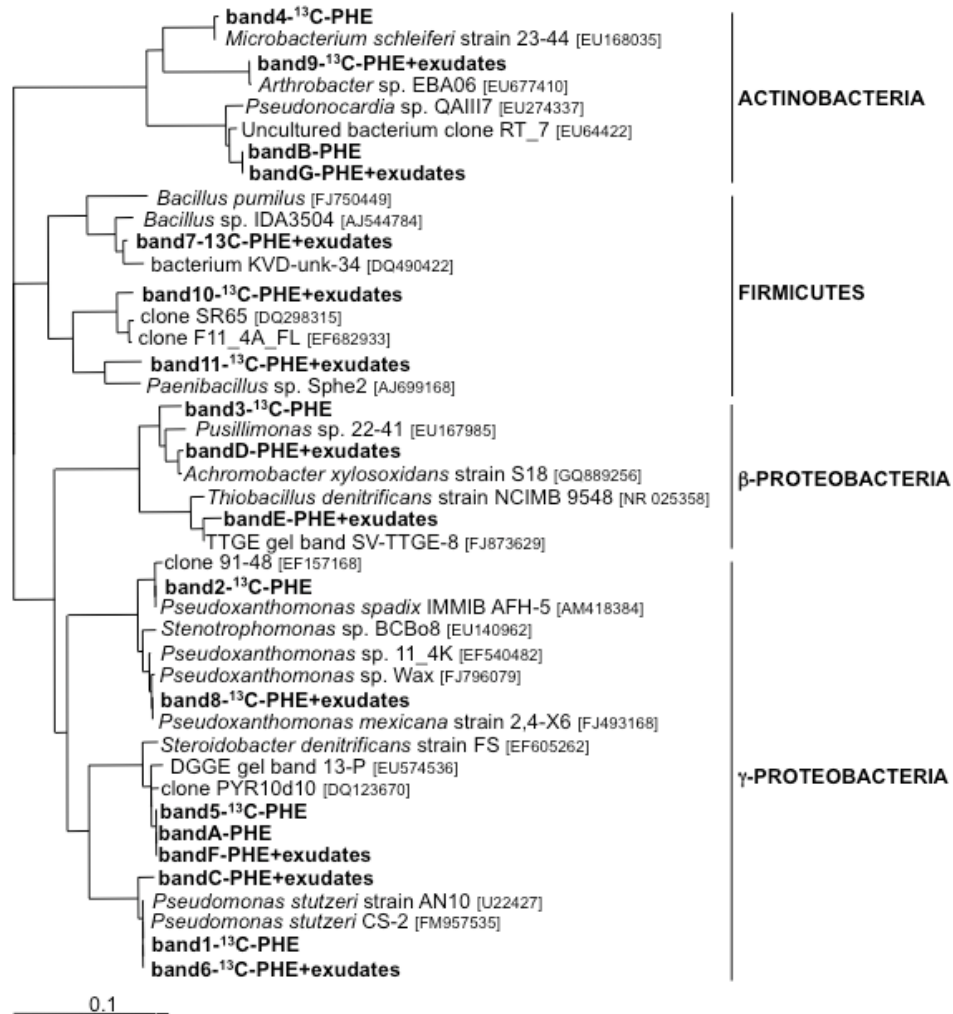 band4-¹³C-PHE
Microbacterium schleiferi strain 23-44 [EU168035]
band9-¹³C-PHE+exudates
Arthrobacter sp. EBA06 [EU677410]
Pseudonocardia sp. QAIII7 [EU274337]
Uncultured bacterium clone RT_7 [EU64422]
bandB-PHE
bandG-PHE+exudates
ACTINOBACTERIA
Bacillus pumilus [FJ750449]
Bacillus sp. IDA3504 [AJ544784]
band7-13C-PHE+exudates
bacterium KVD-unk-34 [DQ490422]
band10-¹³C-PHE+exudates
clone SR65 [DQ298315]
clone F11_4A_FL [EF682933]
band11-¹³C-PHE+exudates
Paenibacillus sp. Sphe2 [AJ699168]
FIRMICUTES
band3-¹³C-PHE
Pusillimonas sp. 22-41 [EU167985]
bandD-PHE+exudates
Achromobacter xylosoxidans strain S18 [GQ889256]
Thiobacillus denitrificans strain NCIMB 9548 [NR 025358]
bandE-PHE+exudates
TTGE gel band SV-TTGE-8 [FJ873629]
β-PROTEOBACTERIA
clone 91-48 [EF157168]
band2-¹³C-PHE
Pseudoxanthomonas spadix IMMIB AFH-5 [AM418384]
Stenotrophomonas sp. BCBo8 [EU140962]
Pseudoxanthomonas sp. 11_4K [EF540482]
Pseudoxanthomonas sp. Wax [FJ796079]
band8-¹³C-PHE+exudates
Pseudoxanthomonas mexicana strain 2,4-X6 [FJ493168]
Steroidobacter denitrificans strain FS [EF605262]
DGGE gel band 13-P [EU574536]
clone PYR10d10 [DQ123670]
band5-¹³C-PHE
bandA-PHE
bandF-PHE+exudates
bandC-PHE+exudates
Pseudomonas stutzeri strain AN10 [U22427]
Pseudomonas stutzeri CS-2 [FM957535]
band1-¹³C-PHE
band6-¹³C-PHE+exudates
γ-PROTEOBACTERIA
0.1